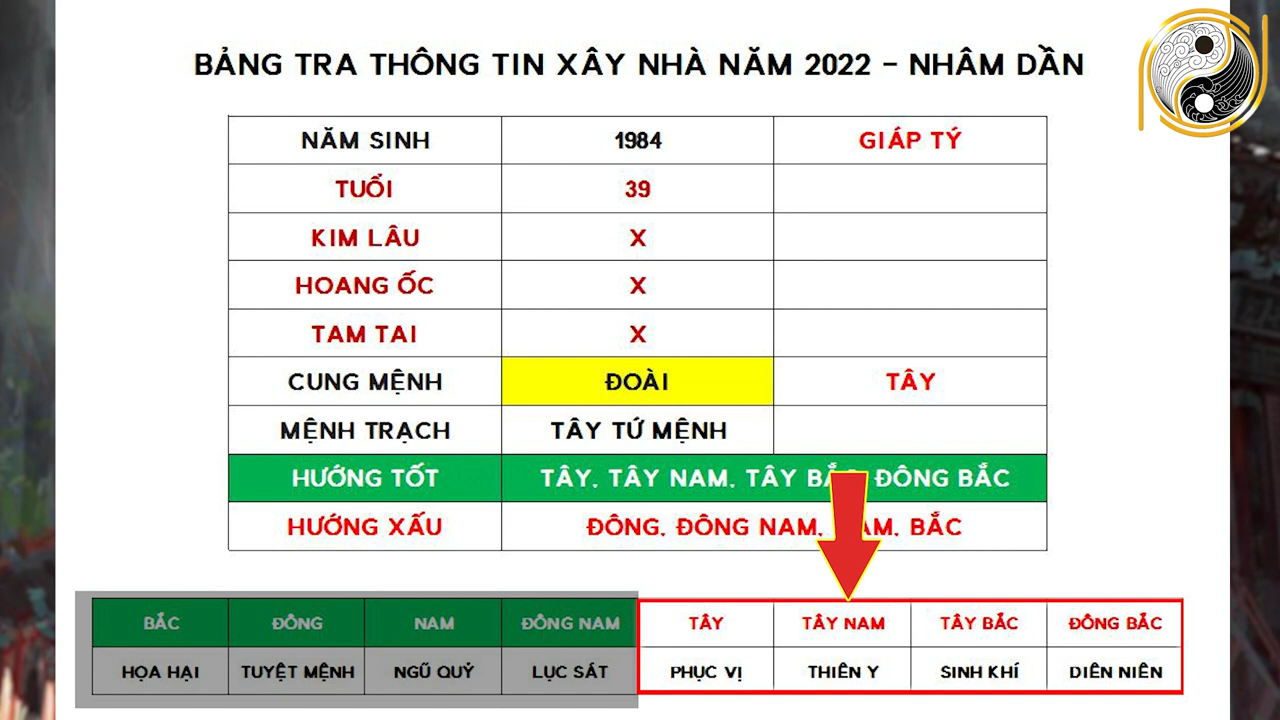 BẢNG TRA THÔNG TIN XÂY NHÀ NĂM 2022 - NHÂM DẦN
NĂM SINH 1984 GIÁP TÝ
TUỔI 39
KIM LÂU X
HOANG ỐC X
TAM TAI X
CUNG MỆNH ĐOÀI TÂY
MỆNH TRẠCH TÂY TỨ MỆNH
HƯỚNG TỐT TÂY, TÂY NAM, TÂY BẮC, ĐÔNG BẮC
HƯỚNG XẤU ĐÔNG, ĐÔNG NAM, NAM, BẮC
BẮC ĐÔNG NAM ĐÔNG NAM TÂY TÂY NAM TÂY BẮC ĐÔNG BẮC
HỌA HẠI TUYỆT MỆNH NGŨ QUỶ LỤC SÁT PHỤC VỊ THIÊN Y SINH KHÍ DIÊN NIÊN